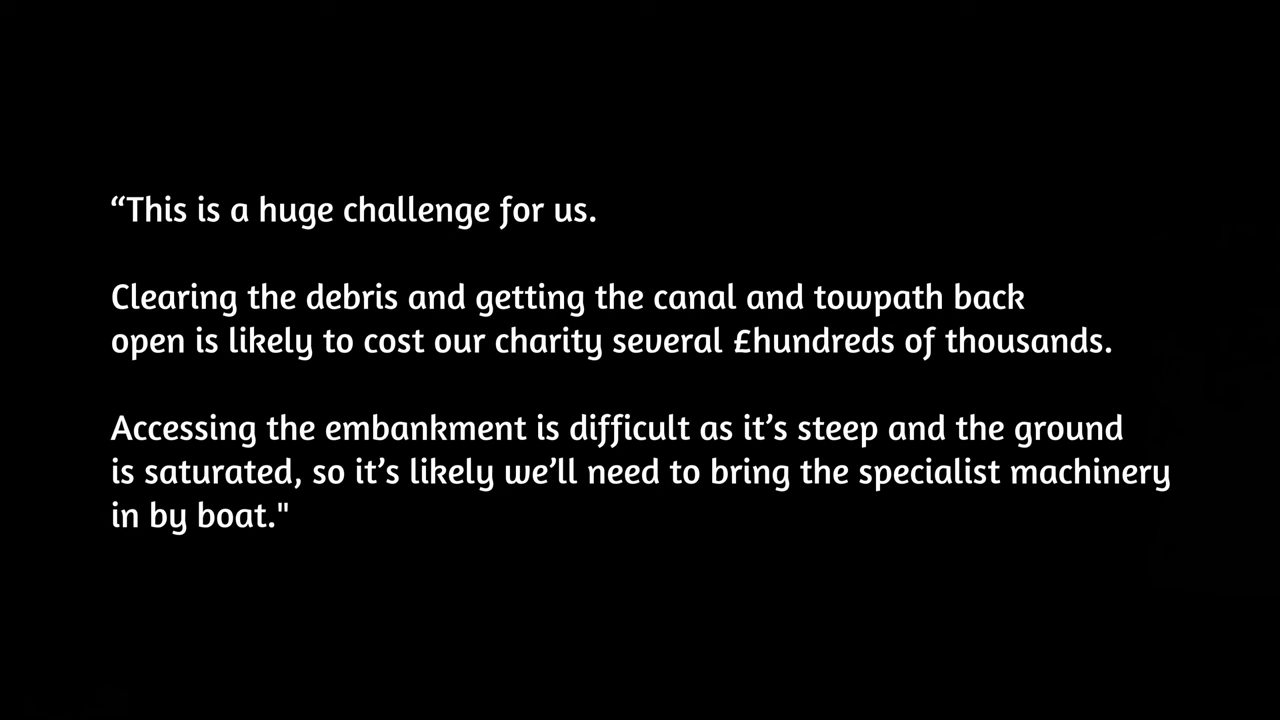 “This is a huge challenge for us.
Clearing the debris and getting the canal and towpath back
open is likely to cost our charity several £hundreds of thousands.
Accessing the embankment is difficult as it’s steep and the ground
is saturated, so it’s likely we’ll need to bring the specialist machinery
in by boat."